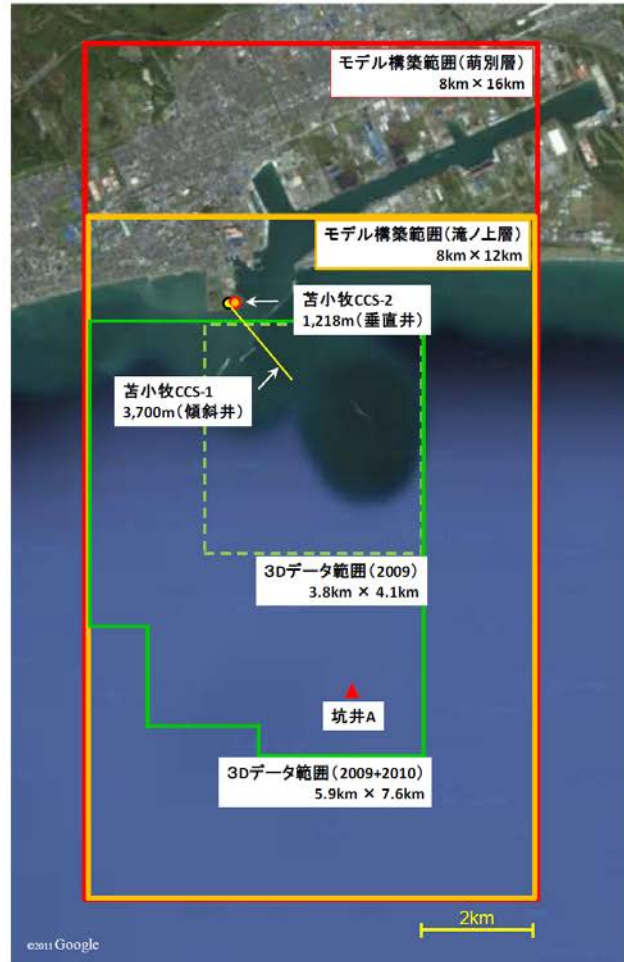 モデル構築範囲(萌別層)
8km × 16km
モデル構築範囲(滝ノ上層)
8km × 12km
苫小牧CCS-2
1,218m(垂直井)
苫小牧CCS-1
3,700m(傾斜井)
3Dデータ範囲(2009)
3.8km × 4.1km
坑井A
3Dデータ範囲(2009+2010)
5.9km × 7.6km
2km
©2011 Google